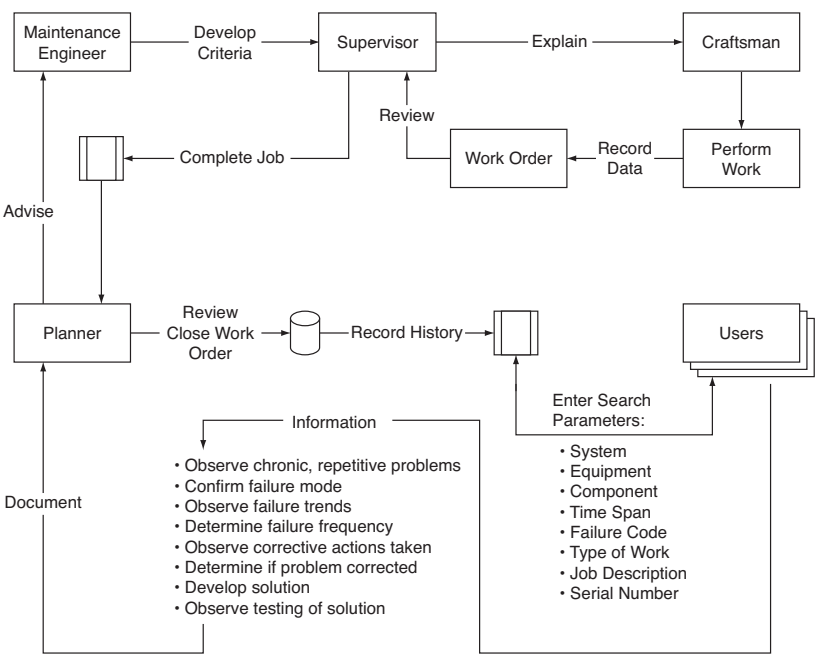 Maintenance
Engineer
Develop
Criteria
Supervisor
Explain
Craftsman
Review
Complete Job
Work Order
Record
Data
Perform
Work
Advise
Planner
Review
Close Work
Order
Record History
Users
Enter Search
Parameters:
• System
• Equipment
• Component
• Time Span
• Failure Code
• Type of Work
• Job Description
• Serial Number
Information
• Observe chronic, repetitive problems
• Confirm failure mode
• Observe failure trends
• Determine failure frequency
• Observe corrective actions taken
• Determine if problem corrected
• Develop solution
• Observe testing of solution
Document